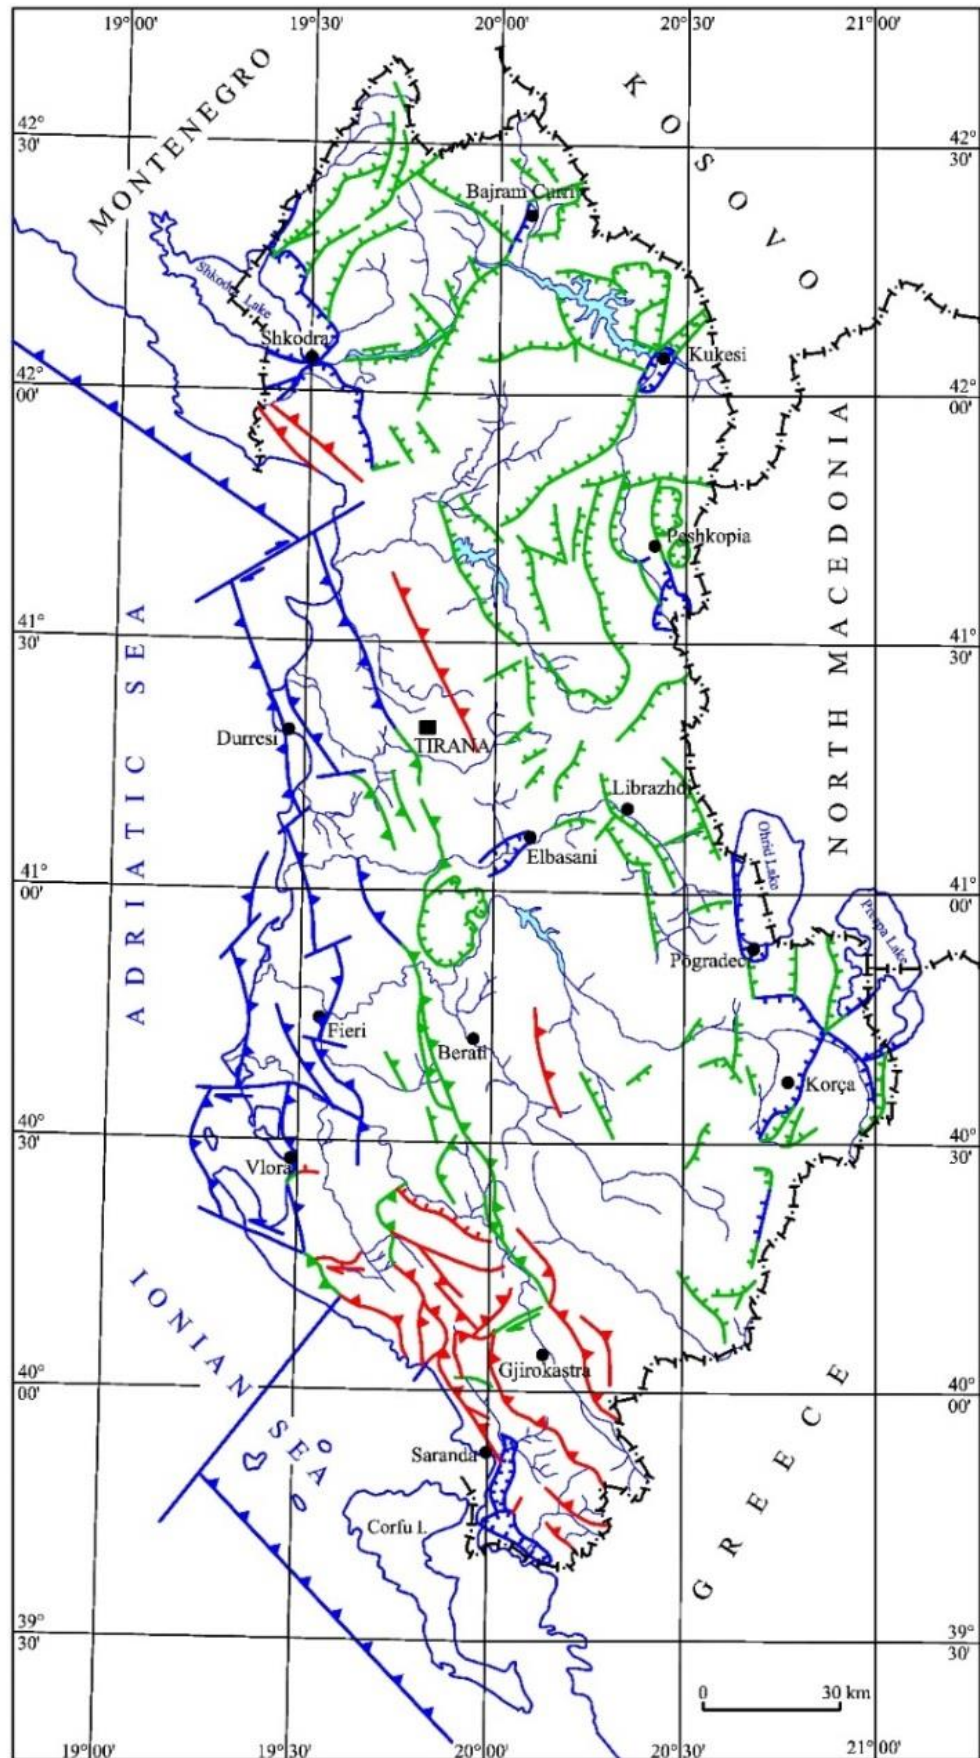 19°00' 19°30' 20°00' 20°30' 21°00'
MONTENEGRO
KOSOVO
42° 30'
42° 30'
Bajram Curri
Shkodra Lake
Shkodra
Kukesi
42° 00'
42° 00'
Peshkopia
NORTH MACEDONIA
ADRIATIC SEA
41° 30'
41° 30'
Durresi
TIRANA
Librazhd
Elbasani
Ohrid Lake
41° 00'
41° 00'
Prespa Lake
Pogradec
Fieri
Berati
Korça
40° 30'
40° 30'
Vlora
IONIAN SEA
Gjirokastra
40° 00'
40° 00'
GREECE
Saranda
Corfu I.
39° 30'
39° 30'
0 30 km
19°00' 19°30' 20°00' 20°30' 21°00'